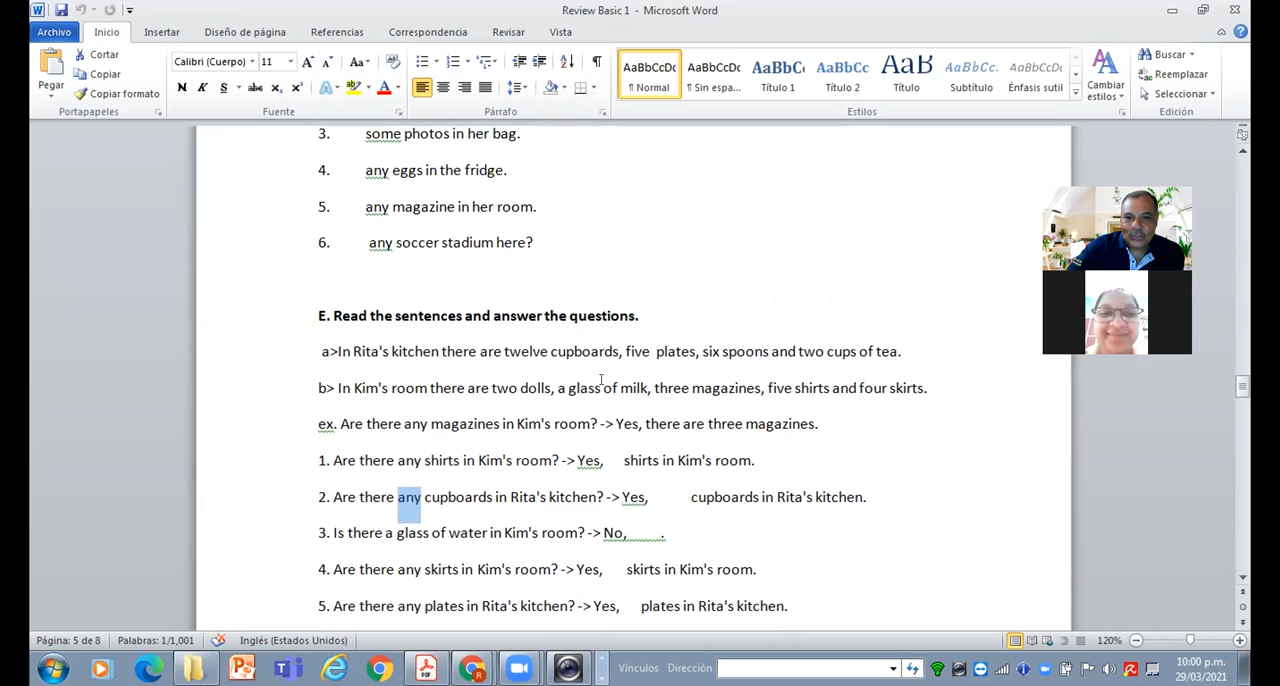 Review Basic 1 - Microsoft Word
Archivo Inicio Insertar Diseño de página Referencias Correspondencia Revisar Vista
Pegar
Cortar
Copiar
Copiar formato
Portapapeles
Calibri (Cuerpo) 11
N K S abc x₂ x²
Fuente
Párrafo
AaBbCcDc AaBbCcDc AaBbC AaBbCc AaB AaBbCc. AaBbCcDc
¶ Normal ¶ Sin espa... Título 1 Título 2 Título Subtítulo Énfasis sutil
Estilos
Cambiar estilos
Buscar
Reemplazar
Seleccionar
Edición
3. some photos in her bag.
4. any eggs in the fridge.
5. any magazine in her room.
6. any soccer stadium here?
E. Read the sentences and answer the questions.
a>In Rita's kitchen there are twelve cupboards, five plates, six spoons and two cups of tea.
b> In Kim's room there are two dolls, a glass of milk, three magazines, five shirts and four skirts.
ex. Are there any magazines in Kim's room? -> Yes, there are three magazines.
1. Are there any shirts in Kim's room? -> Yes, shirts in Kim's room.
2. Are there any cupboards in Rita's kitchen? -> Yes, cupboards in Rita's kitchen.
3. Is there a glass of water in Kim's room? -> No, .
4. Are there any skirts in Kim's room? -> Yes, skirts in Kim's room.
5. Are there any plates in Rita's kitchen? -> Yes, plates in Rita's kitchen.
Página: 5 de 8 Palabras: 1/1,001 Inglés (Estados Unidos) 120%
Vínculos Dirección
10:00 p.m.
29/03/2021